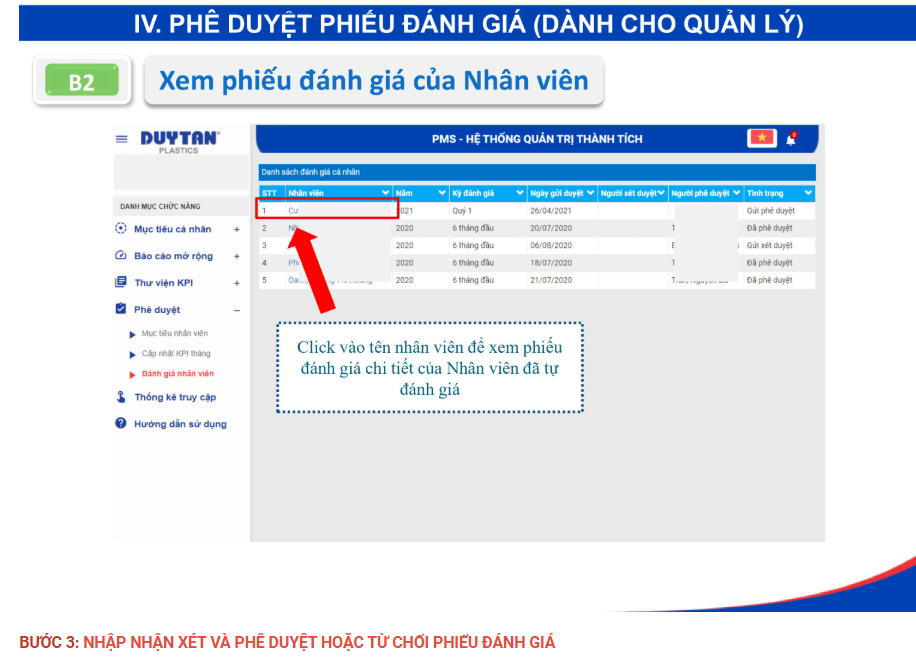 IV. PHÊ DUYỆT PHIẾU ĐÁNH GIÁ (DÀNH CHO QUẢN LÝ)
B2
Xem phiếu đánh giá của Nhân viên
DUYTAN
PLASTICS
PMS - HỆ THỐNG QUẢN TRỊ THÀNH TÍCH
Danh sách đánh giá cá nhân
STT Nhân viên Năm Kỳ đánh giá Ngày gửi duyệt Người xét duyệt Người phê duyệt Tình trạng
1 Cư 2021 Quý 1 26/04/2021 Gửi phê duyệt
2 2020 6 tháng đầu 20/07/2020 Đã phê duyệt
3 2020 6 tháng đầu 06/08/2020 Gửi xét duyệt
4 2020 6 tháng đầu 18/07/2020 Đã phê duyệt
5 2020 6 tháng đầu 21/07/2020 Đã phê duyệt
DANH MỤC CHỨC NĂNG
Mục tiêu cá nhân +
Báo cáo mở rộng +
Thư viện KPI +
Phê duyệt –
Mục tiêu nhân viên
Cập nhật KPI tháng
Đánh giá nhân viên
Thống kê truy cập
Hướng dẫn sử dụng
Click vào tên nhân viên để xem phiếu
đánh giá chi tiết của Nhân viên đã tự
đánh giá
BƯỚC 3: NHẬP NHẬN XÉT VÀ PHÊ DUYỆT HOẶC TỪ CHỐI PHIẾU ĐÁNH GIÁ